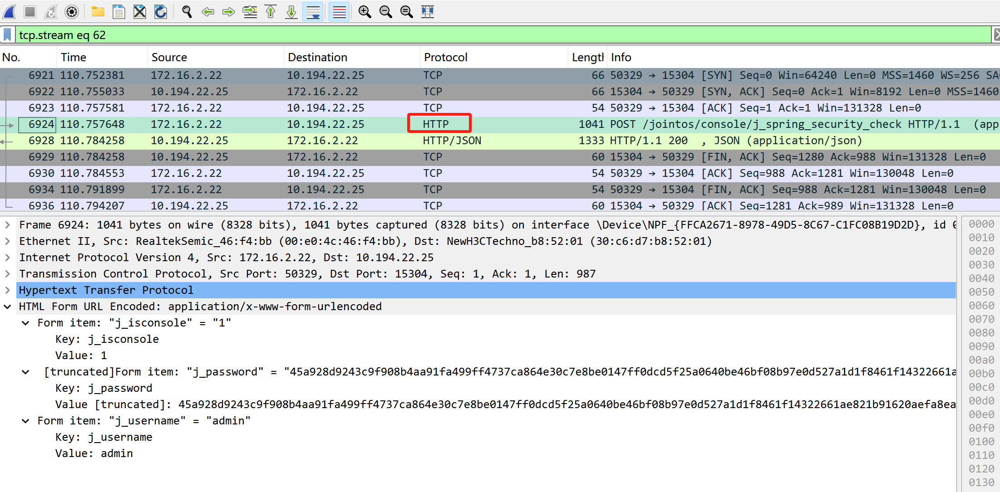 tcp.stream eq 62
No. Time Source Destination Protocol Length Info
6921 110.752381 172.16.2.22 10.194.22.25 TCP 66 50329 → 15304 [SYN] Seq=0 Win=64240 Len=0 MSS=1460 WS=256 SA
6922 110.755033 10.194.22.25 172.16.2.22 TCP 66 15304 → 50329 [SYN, ACK] Seq=0 Ack=1 Win=8192 Len=0 MSS=1460
6923 110.757581 172.16.2.22 10.194.22.25 TCP 54 50329 → 15304 [ACK] Seq=1 Ack=1 Win=131328 Len=0
6924 110.757648 172.16.2.22 10.194.22.25 HTTP 1041 POST /jointos/console/j_spring_security_check HTTP/1.1 (app
6928 110.784258 10.194.22.25 172.16.2.22 HTTP/JSON 1333 HTTP/1.1 200 , JSON (application/json)
6929 110.784258 10.194.22.25 172.16.2.22 TCP 60 15304 → 50329 [FIN, ACK] Seq=1280 Ack=988 Win=131328 Len=0
6930 110.784553 172.16.2.22 10.194.22.25 TCP 54 50329 → 15304 [ACK] Seq=988 Ack=1281 Win=130048 Len=0
6934 110.791899 172.16.2.22 10.194.22.25 TCP 54 50329 → 15304 [FIN, ACK] Seq=988 Ack=1281 Win=130048 Len=0
6936 110.794207 10.194.22.25 172.16.2.22 TCP 60 15304 → 50329 [ACK] Seq=1281 Ack=989 Win=131328 Len=0
Frame 6924: 1041 bytes on wire (8328 bits), 1041 bytes captured (8328 bits) on interface \Device\NPF_{FFCA2671-8978-49D5-8C67-C1FC08B19D2D}, id 0
Ethernet II, Src: RealtekSemic_46:f4:bb (00:e0:4c:46:f4:bb), Dst: NewH3CTechno_b8:52:01 (30:c6:d7:b8:52:01)
Internet Protocol Version 4, Src: 172.16.2.22, Dst: 10.194.22.25
Transmission Control Protocol, Src Port: 50329, Dst Port: 15304, Seq: 1, Ack: 1, Len: 987
Hypertext Transfer Protocol
HTML Form URL Encoded: application/x-www-form-urlencoded
Form item: "j_isconsole" = "1"
Key: j_isconsole
Value: 1
[truncated]Form item: "j_password" = "45a928d9243c9f908b4aa91fa499ff4737ca864e30c7e8be0147ff0dcd5f25a0640be46bf08b97e0d527a1d1f8461f14322661a
Key: j_password
Value [truncated]: 45a928d9243c9f908b4aa91fa499ff4737ca864e30c7e8be0147ff0dcd5f25a0640be46bf08b97e0d527a1d1f8461f14322661ae821b91620aefa8ea
Form item: "j_username" = "admin"
Key: j_username
Value: admin
0000
0010
0020
0030
0040
0050
0060
0070
0080
0090
00a0
00b0
00c0
00d0
00e0
00f0
0100
0110
0120
0130